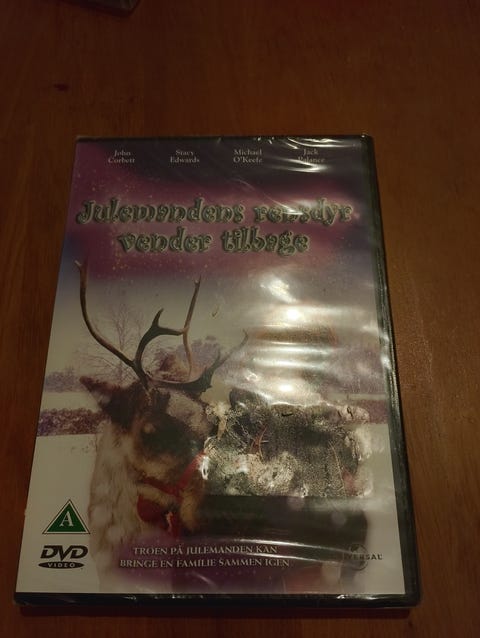 John Corbett
Stacy Edwards
Michael O'Keefe
Jack Palance
Julemandens rensdyr
vender tilbage
A
DVD
VIDEO
TROEN PÅ JULEMANDEN KAN
BRINGE EN FAMILIE SAMMEN IGEN